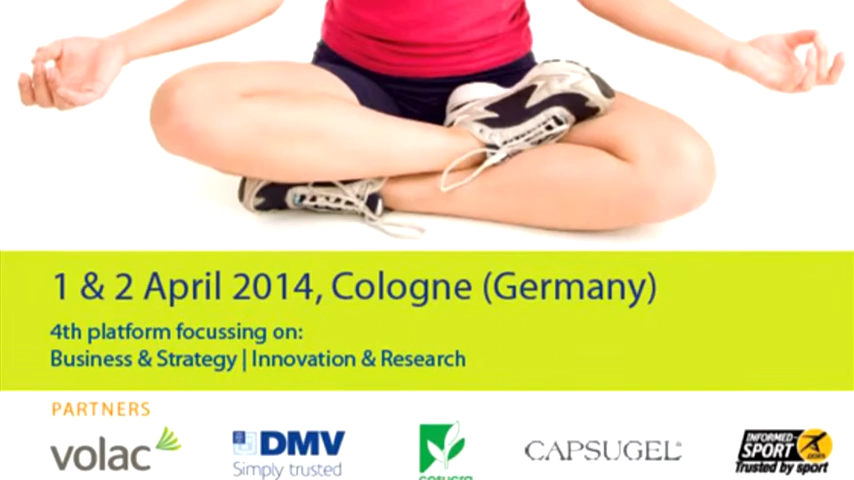 1 & 2 April 2014, Cologne (Germany)
4th platform focussing on:
Business & Strategy | Innovation & Research
PARTNERS
volac
DMV
Simply trusted
CAPSUGEL®
INFORMED-
SPORT
Trusted by sport